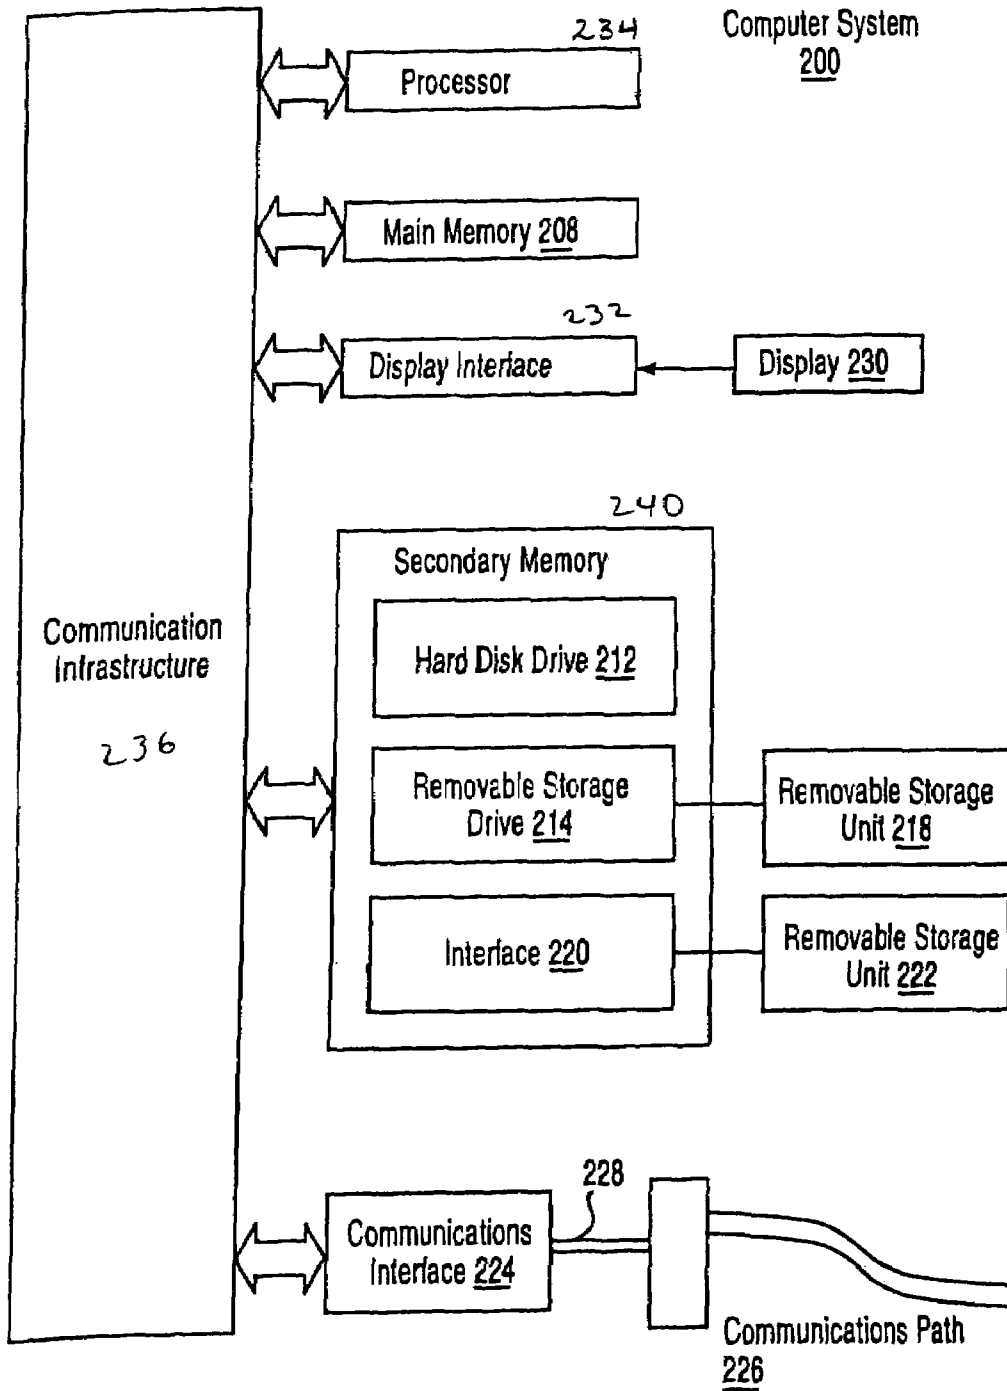 Computer System
200
234
Processor
Main Memory 208
232
Display Interface
Display 230
240
Secondary Memory
Hard Disk Drive 212
Communication
Infrastructure
236
Removable Storage
Drive 214
Removable Storage
Unit 218
Interface 220
Removable Storage
Unit 222
228
Communications
Interface 224
Communications Path
226